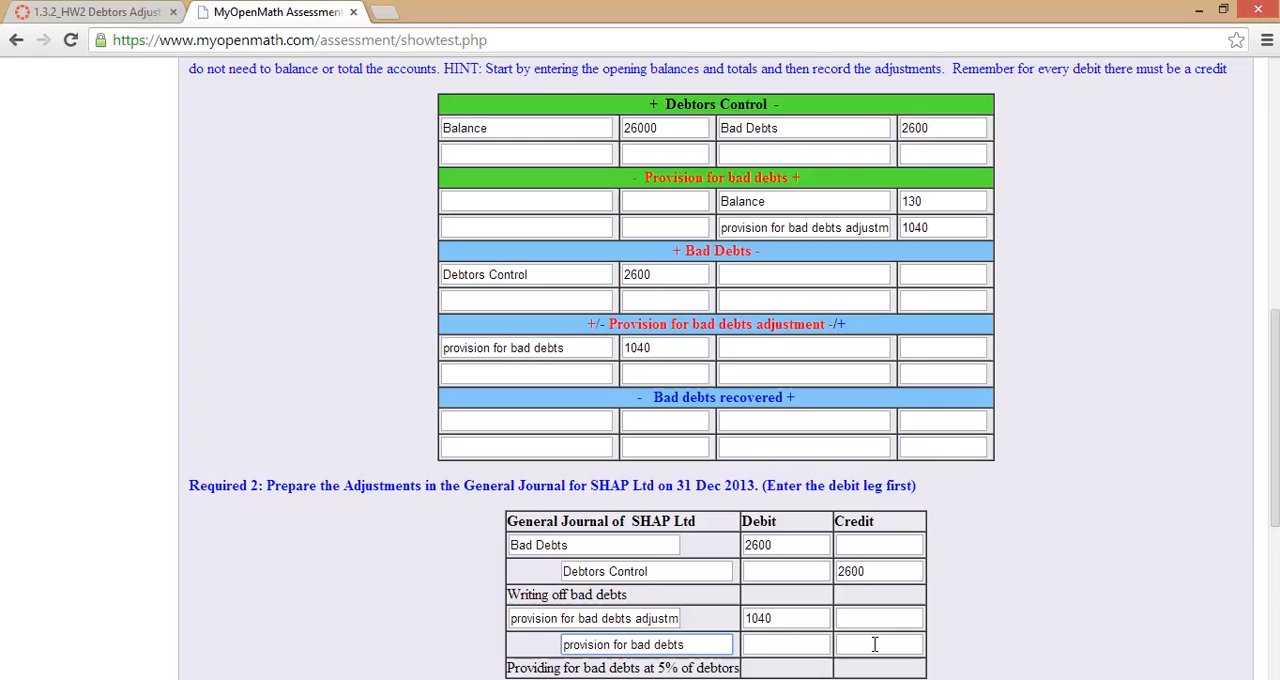 1.3.2_HW2 Debtors Adjust
MyOpenMath Assessmen
https://www.myopenmath.com/assessment/showtest.php
do not need to balance or total the accounts. HINT: Start by entering the opening balances and totals and then record the adjustments. Remember for every debit there must be a credit
+ Debtors Control -
Balance 26000 Bad Debts 2600
- Provision for bad debts +
Balance 130
provision for bad debts adjustm 1040
+ Bad Debts -
Debtors Control 2600
+/- Provision for bad debts adjustment -/+
provision for bad debts 1040
- Bad debts recovered +
Required 2: Prepare the Adjustments in the General Journal for SHAP Ltd on 31 Dec 2013. (Enter the debit leg first)
General Journal of SHAP Ltd Debit Credit
Bad Debts 2600
Debtors Control 2600
Writing off bad debts
provision for bad debts adjustm 1040
provision for bad debts
Providing for bad debts at 5% of debtors